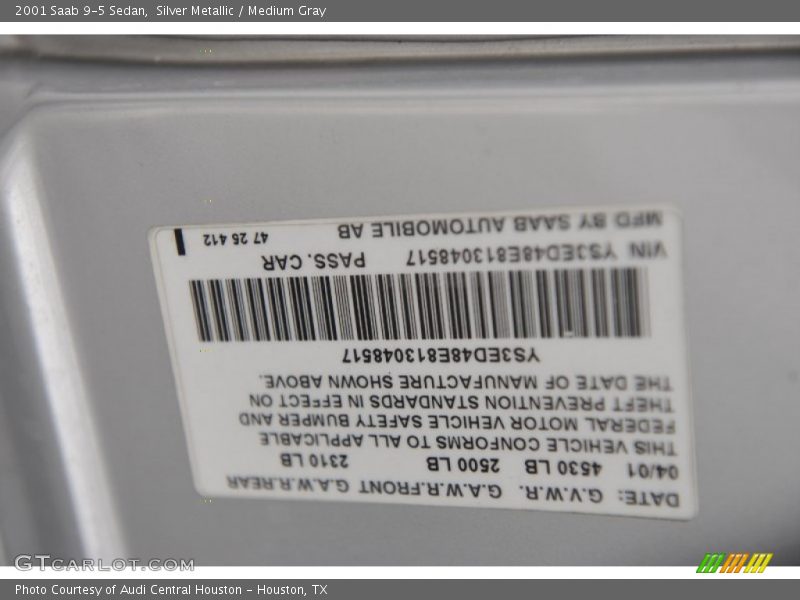 2001 Saab 9-5 Sedan, Silver Metallic / Medium Gray
DATE: G.V.W.R. G.A.W.R.FRONT G.A.W.R.REAR
04/01 4530 LB 2500 LB 2310 LB
THIS VEHICLE CONFORMS TO ALL APPLICABLE
FEDERAL MOTOR VEHICLE SAFETY BUMPER AND
THEFT PREVENTION STANDARDS IN EFFECT ON
THE DATE OF MANUFACTURE SHOWN ABOVE.
YS3ED48E813048517
PASS. CAR
VIN YS3ED48E813048517
MFD BY SAAB AUTOMOBILE AB 47 25 412
GTCARLOT.COM
Photo Courtesy of Audi Central Houston - Houston, TX